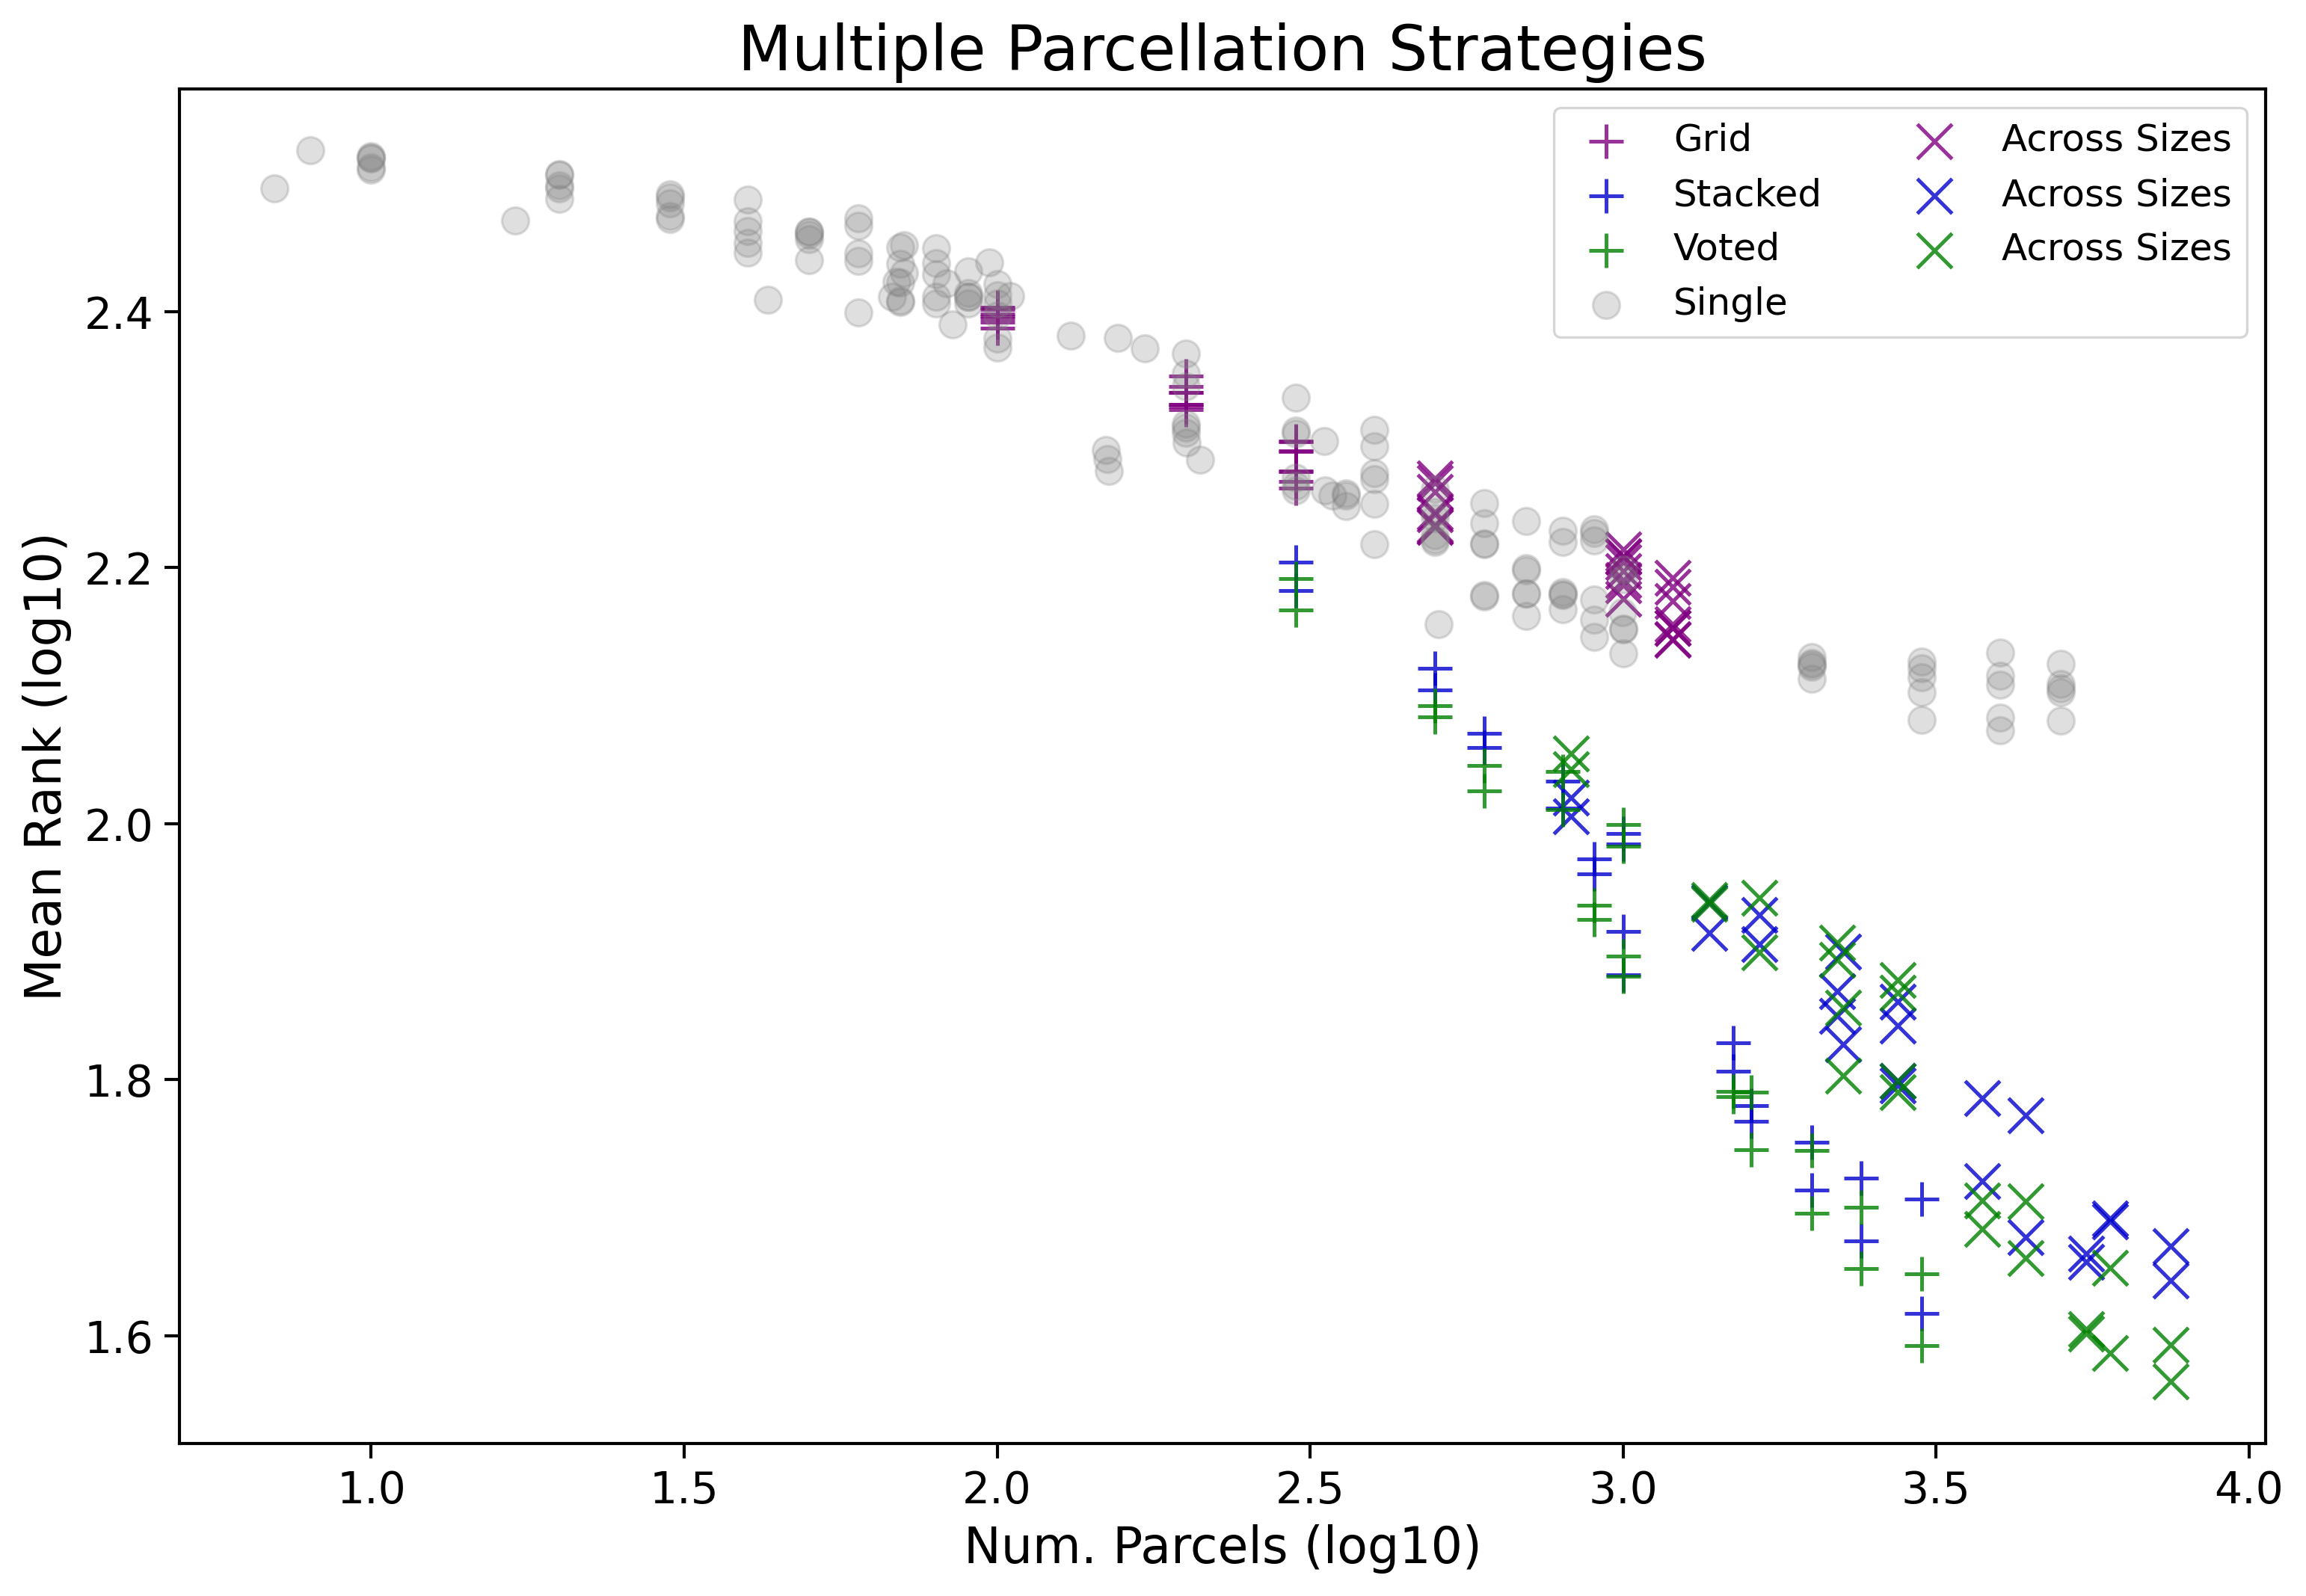 Multiple Parcellation Strategies
Grid
Stacked
Voted
Single
Across Sizes
Across Sizes
Across Sizes
Mean Rank (log10)
2.4
2.2
2.0
1.8
1.6
1.0 1.5 2.0 2.5 3.0 3.5 4.0
Num. Parcels (log10)